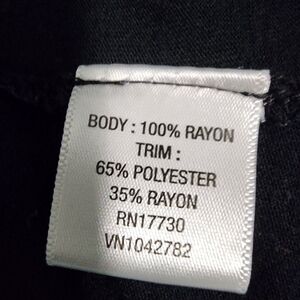 BODY : 100% RAYON
TRIM :
65% POLYESTER
35% RAYON
RN17730
VN1042782